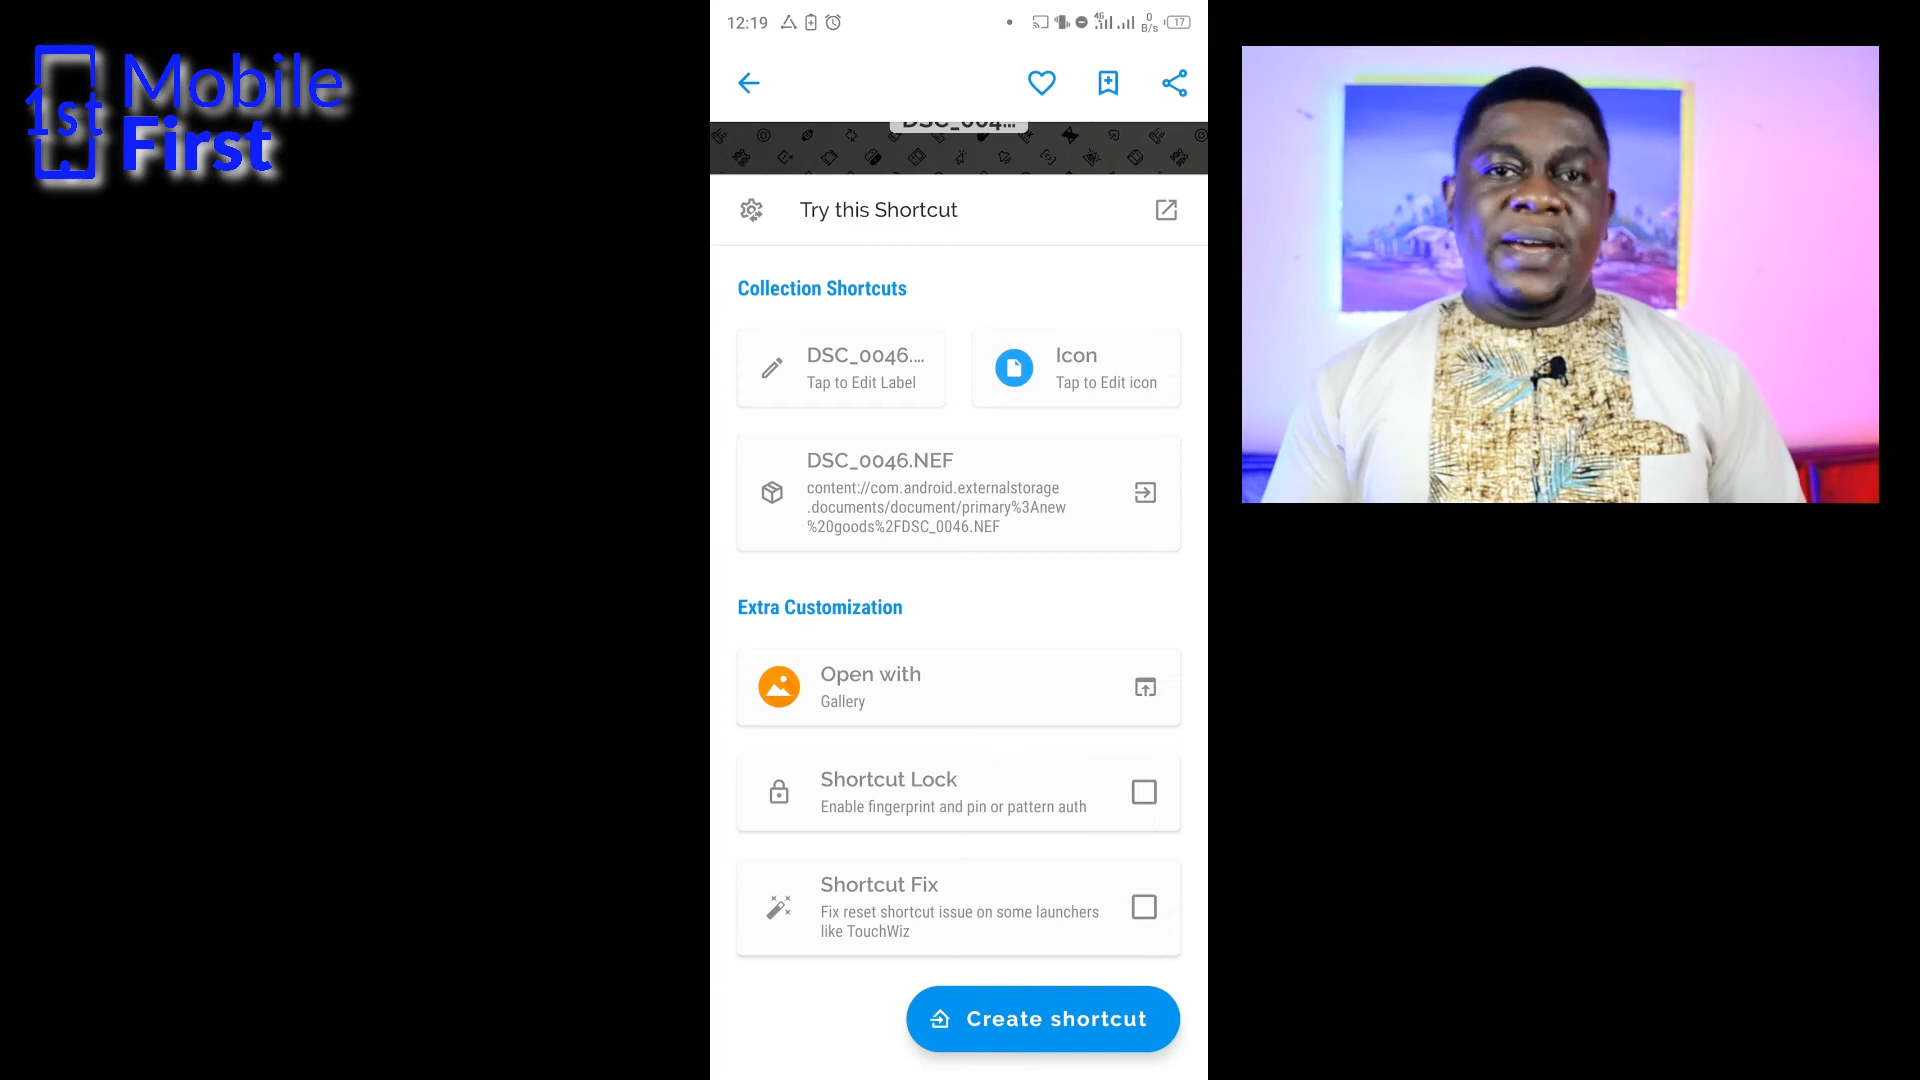 1st
Mobile
First
12:19
4G
0
B/s
17
Try this Shortcut
Collection Shortcuts
DSC_0046....
Tap to Edit Label
Icon
Tap to Edit icon
DSC_0046.NEF
content://com.android.externalstorage
.documents/document/primary%3Anew
%20goods%2FDSC_0046.NEF
Extra Customization
Open with
Gallery
Shortcut Lock
Enable fingerprint and pin or pattern auth
Shortcut Fix
Fix reset shortcut issue on some launchers
like TouchWiz
Create shortcut